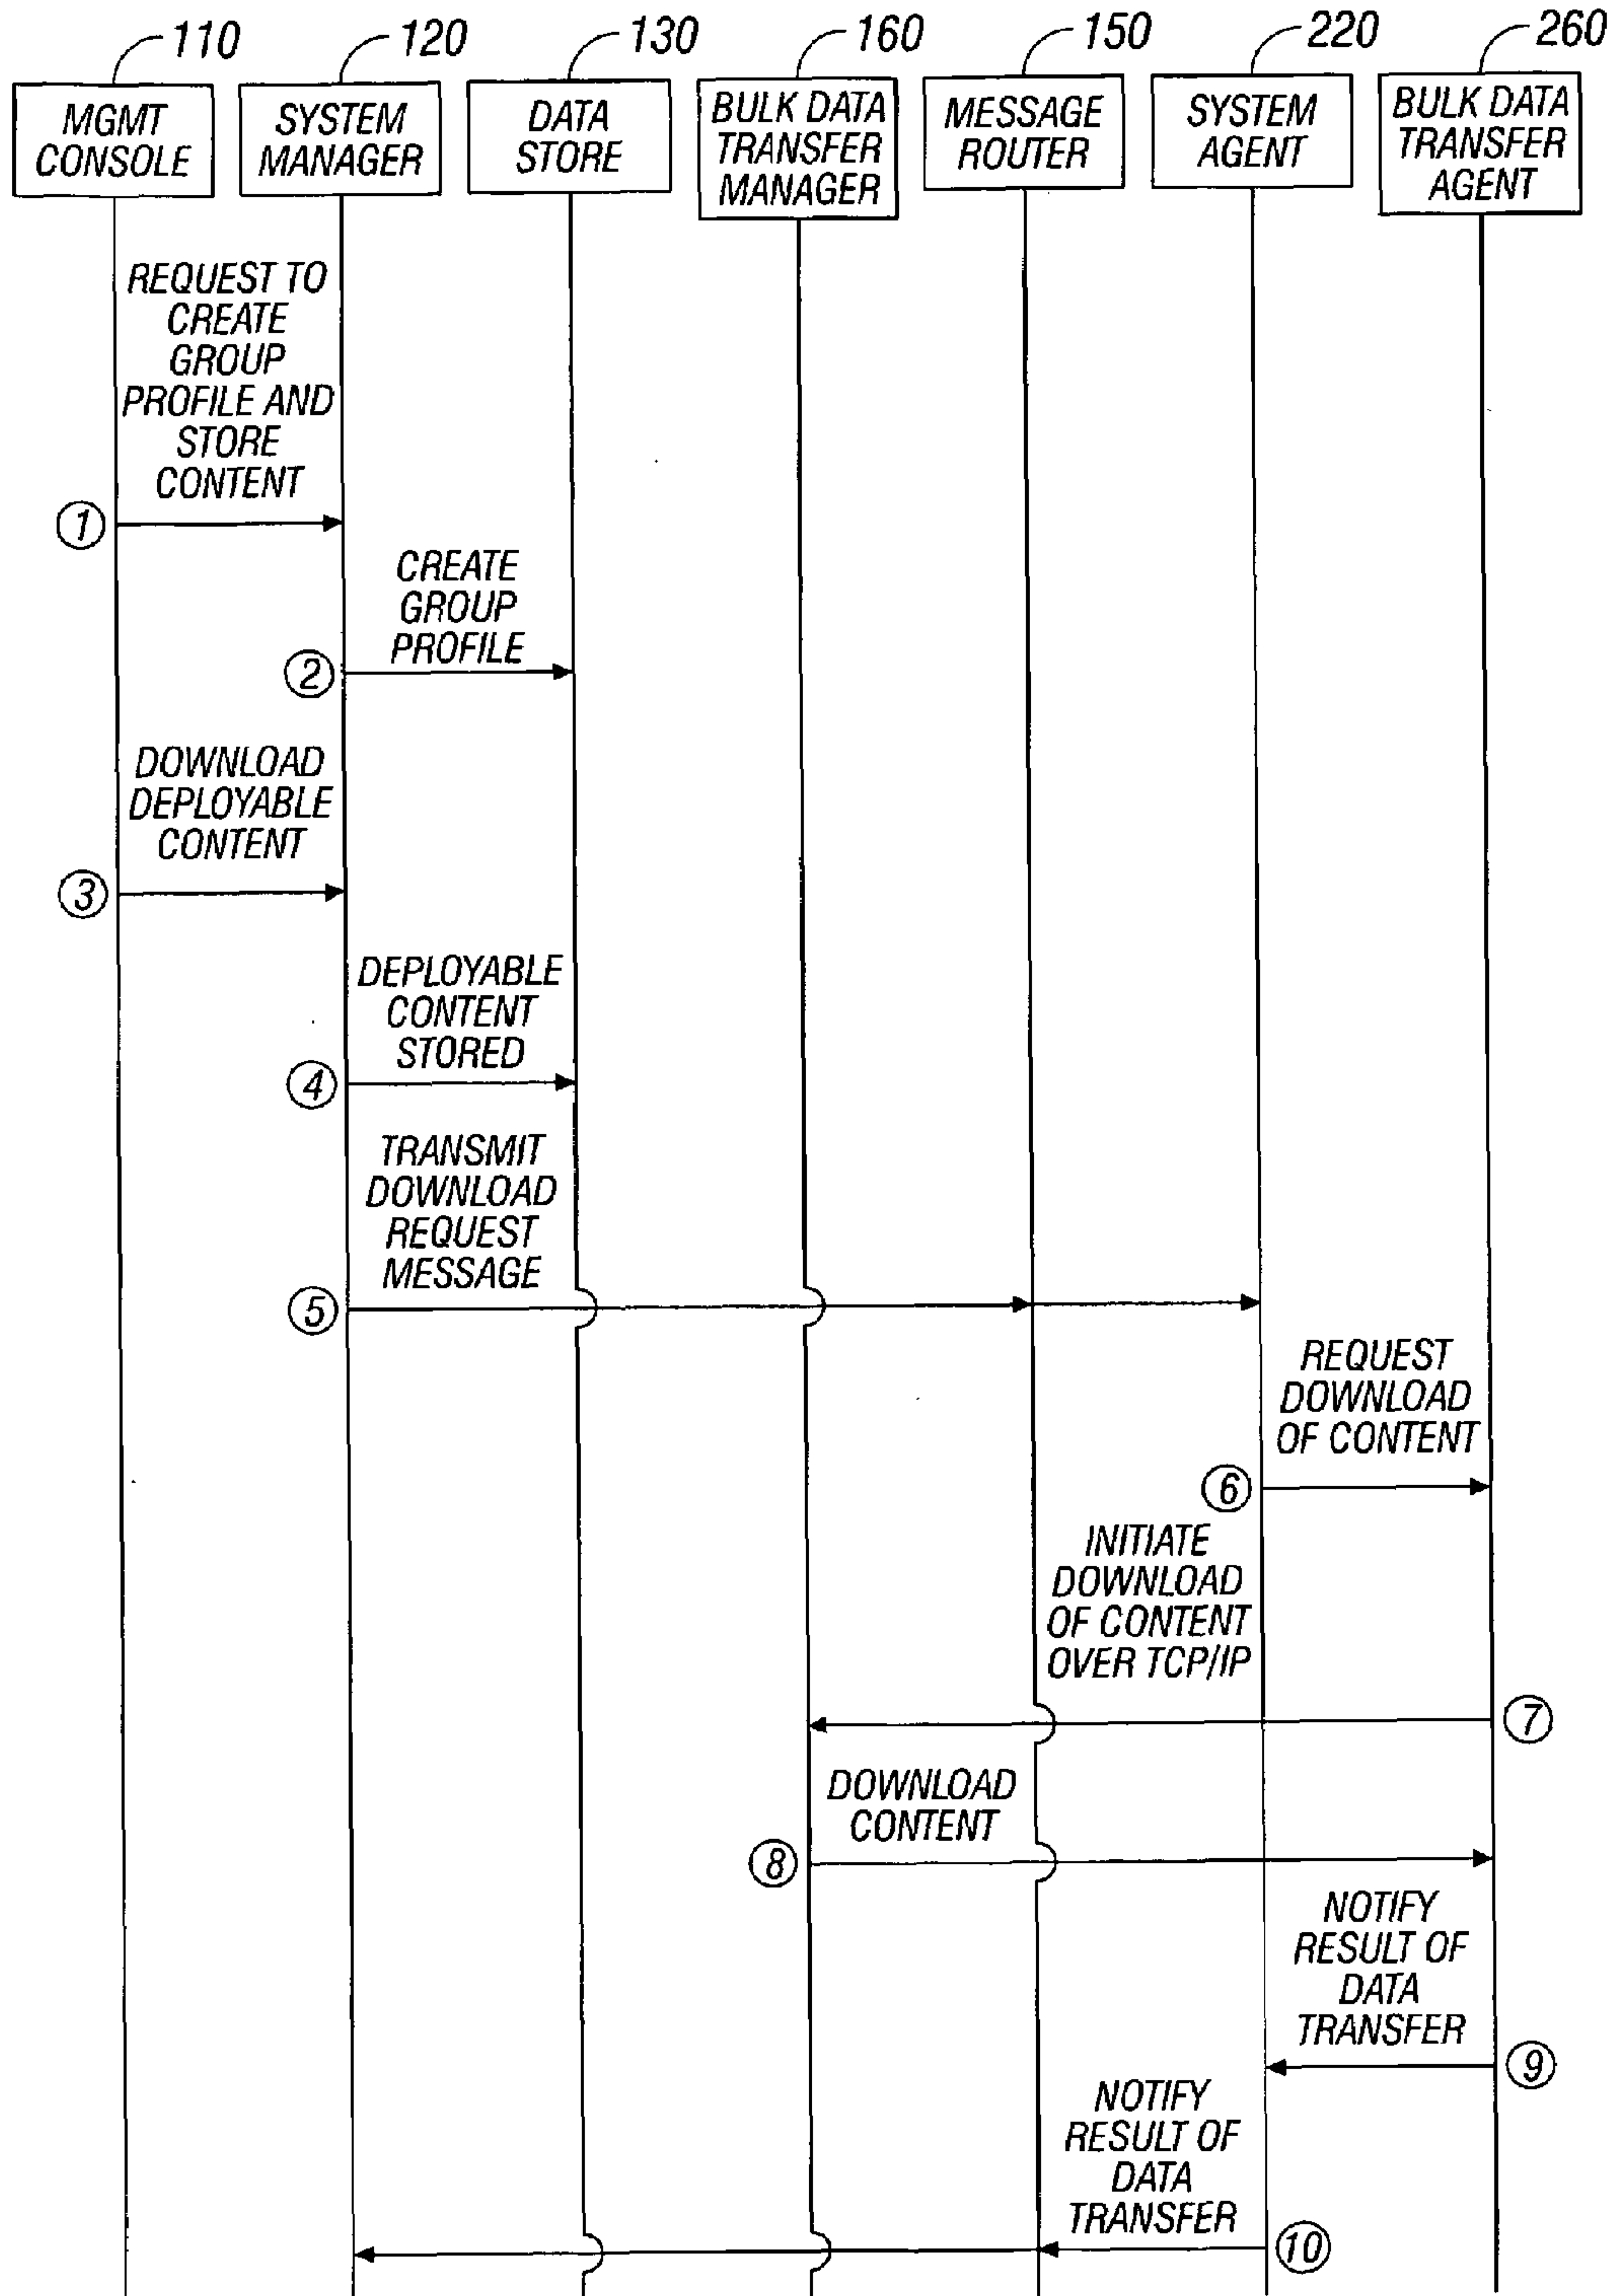 110
120
130
160
150
220
260
MGMT
CONSOLE
SYSTEM
MANAGER
DATA
STORE
BULK DATA
TRANSFER
MANAGER
MESSAGE
ROUTER
SYSTEM
AGENT
BULK DATA
TRANSFER
AGENT
REQUEST TO
CREATE
GROUP
PROFILE AND
STORE
CONTENT
1
CREATE
GROUP
PROFILE
2
DOWNLOAD
DEPLOYABLE
CONTENT
3
DEPLOYABLE
CONTENT
STORED
4
TRANSMIT
DOWNLOAD
REQUEST
MESSAGE
5
REQUEST
DOWNLOAD
OF CONTENT
6
INITIATE
DOWNLOAD
OF CONTENT
OVER TCP/IP
7
DOWNLOAD
CONTENT
8
NOTIFY
RESULT OF
DATA
TRANSFER
9
NOTIFY
RESULT OF
DATA
TRANSFER
10